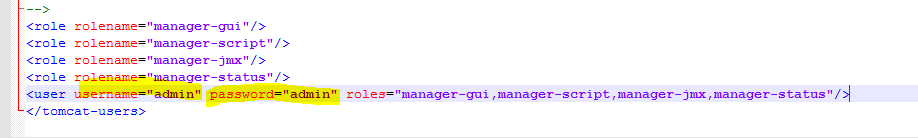 -->
<role rolename="manager-gui"/>
<role rolename="manager-script"/>
<role rolename="manager-jmx"/>
<role rolename="manager-status"/>
<user username="admin" password="admin" roles="manager-gui,manager-script,manager-jmx,manager-status"/>
</tomcat-users>